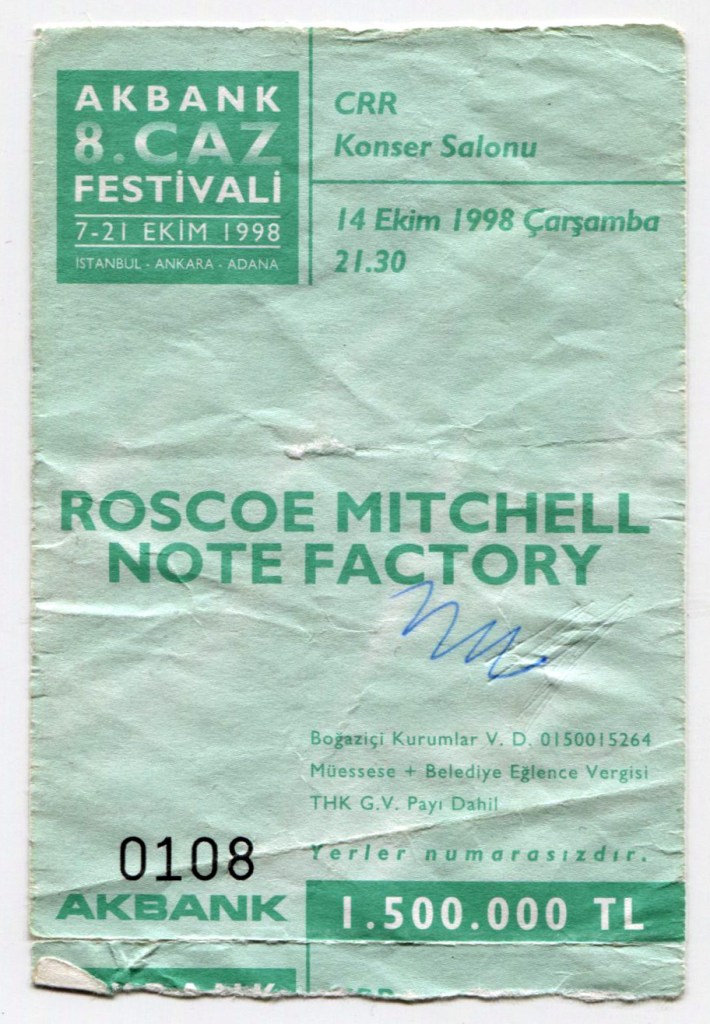 AKBANK
8. CAZ
FESTİVALİ
7-21 EKİM 1998
İSTANBUL - ANKARA - ADANA
CRR
Konser Salonu
14 Ekim 1998 Çarşamba
21.30
ROSCOE MITCHELL
NOTE FACTORY
Boğaziçi Kurumlar V. D. 0150015264
Müessese + Belediye Eğlence Vergisi
THK G.V. Payı Dahil
Yerler numarasızdır.
0108
AKBANK
1.500.000 TL